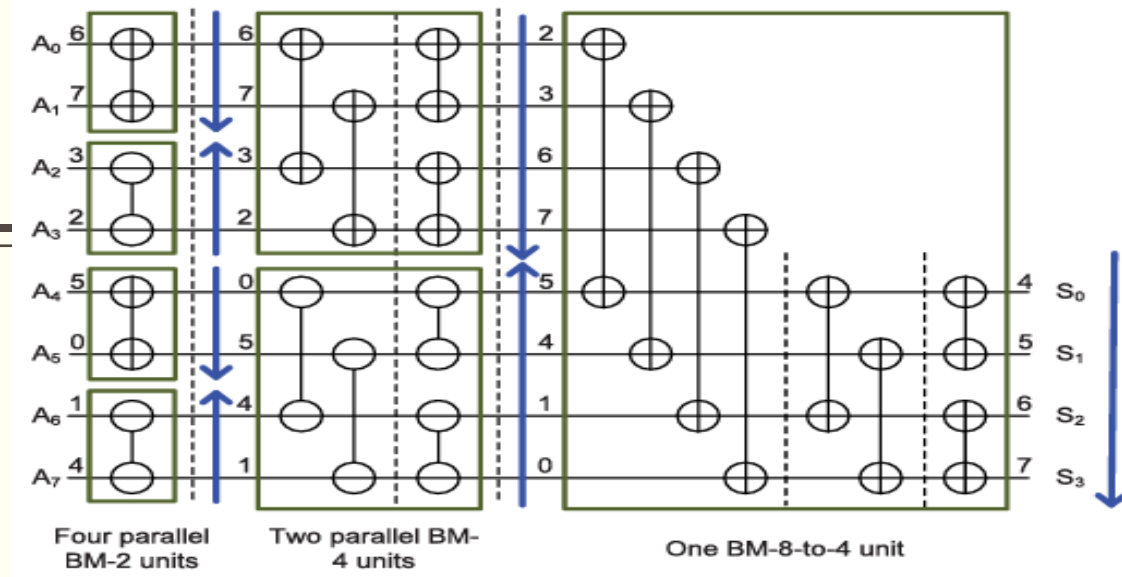 A₀ 6 6 2
A₁ 7 7 3
A₂ 3 3 6
A₃ 2 2 7
A₄ 5 0 5 4 S₀
A₅ 0 5 4 5 S₁
A₆ 1 4 1 6 S₂
A₇ 4 1 0 7 S₃
Four parallel
BM-2 units
Two parallel BM-
4 units
One BM-8-to-4 unit